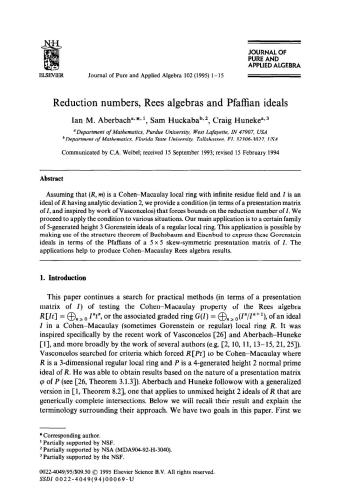 NH
ELSEVIER
Journal of Pure and Applied Algebra 102 (1995) 1-15
JOURNAL OF
PURE AND
APPLIED ALGEBRA
Reduction numbers, Rees algebras and Pfaffian ideals
Ian M. Aberbach^a,*,1, Sam Huckaba^b,2, Craig Huneke^a,3
^a Department of Mathematics, Purdue University, West Lafayette, IN 47907, USA
^b Department of Mathematics, Florida State University, Tallahassee, FL 32306-3027, USA
Communicated by C.A. Weibel; received 15 September 1993; revised 15 February 1994
Abstract
Assuming that (R, m) is a Cohen–Macaulay local ring with infinite residue field and I is an
ideal of R having analytic deviation 2, we provide a condition (in terms of a presentation matrix
of I, and inspired by work of Vasconcelos) that forces bounds on the reduction number of I. We
proceed to apply the condition to various situations. Our main application is to a certain family
of 5-generated height 3 Gorenstein ideals of a regular local ring. This application is possible by
making use of the structure theorem of Buchsbaum and Eisenbud to express these Gorenstein
ideals in terms of the Pfaffians of a 5 × 5 skew-symmetric presentation matrix of I. The
applications help to produce Cohen–Macaulay Rees algebra results.
1. Introduction
This paper continues a search for practical methods (in terms of a presentation
matrix of I) of testing the Cohen–Macaulay property of the Rees algebra
R[It] = ⊕_{n≥0} I^n t^n, or the associated graded ring G(I) = ⊕_{n≥0}(I^n/I^{n+1}), of an ideal
I in a Cohen–Macaulay (sometimes Gorenstein or regular) local ring R. It was
inspired specifically by the recent work of Vasconcelos [26] and Aberbach–Huneke
[1], and more broadly by the work of several authors (e.g. [2, 10, 11, 13–15, 21, 25]).
Vasconcelos searched for criteria which forced R[Pt] to be Cohen–Macaulay where
R is a 3-dimensional regular local ring and P is a 4-generated height 2 normal prime
ideal of R. He was able to obtain results based on the nature of a presentation matrix
φ of P (see [26, Theorem 3.1.3]). Aberbach and Huneke followow with a generalized
version in [1, Theorem 8.2], one that applies to unmixed height 2 ideals of R that are
generically complete intersections. Below we will recall their result and explain the
terminology surrounding their approach. We have two goals in this paper. First we
* Corresponding author.
1 Partially supported by NSF.
2 Partially supported by NSA (MDA904-92-H-3040).
3 Partially supported by the NSF.
0022-4049/95/$09.50 © 1995 Elsevier Science B.V. All rights reserved.
SSDI 0022-4049(94)00069-U